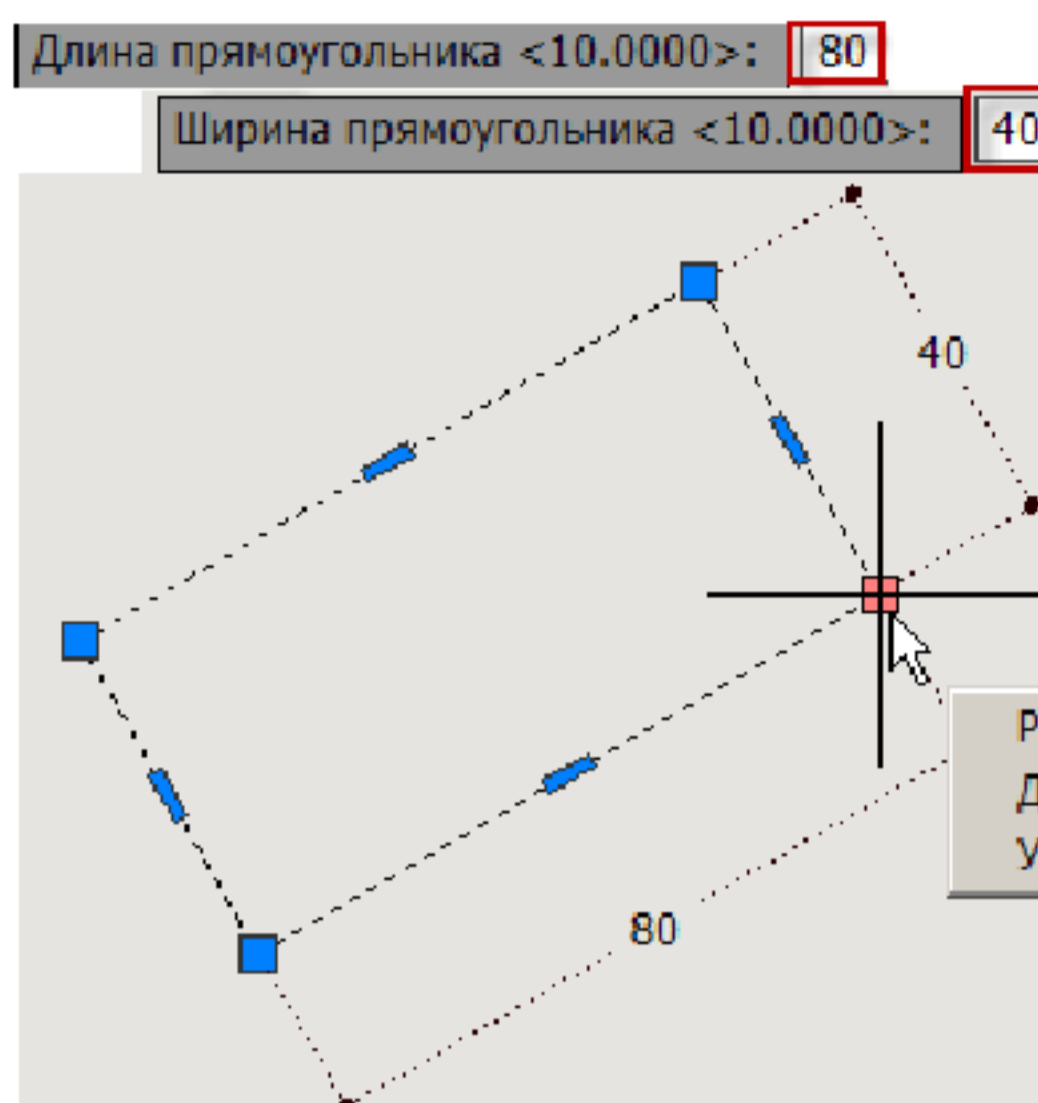 Длина прямоугольника <10.0000>: 80
Ширина прямоугольника <10.0000>: 40
40
80